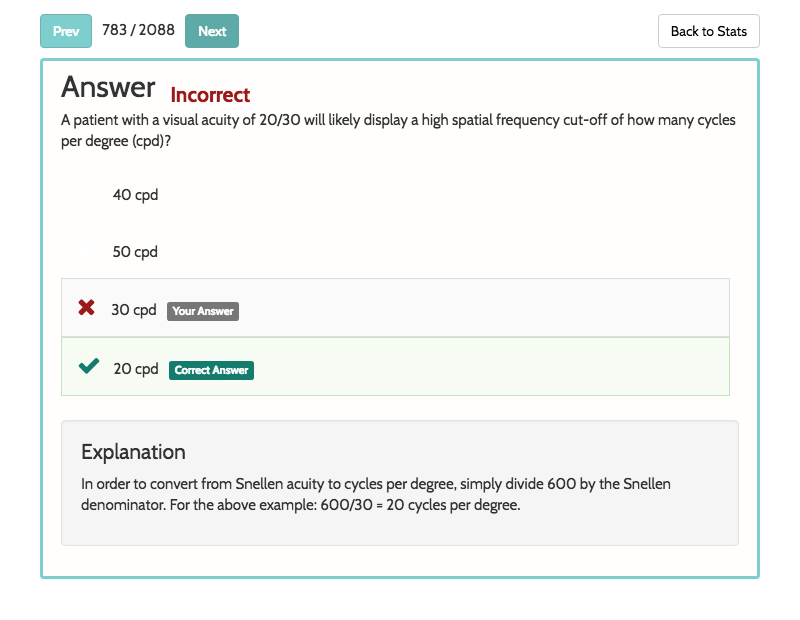 Prev 783 / 2088 Next Back to Stats
Answer Incorrect
A patient with a visual acuity of 20/30 will likely display a high spatial frequency cut-off of how many cycles
per degree (cpd)?
40 cpd
50 cpd
30 cpd Your Answer
20 cpd Correct Answer
Explanation
In order to convert from Snellen acuity to cycles per degree, simply divide 600 by the Snellen
denominator. For the above example: 600/30 = 20 cycles per degree.